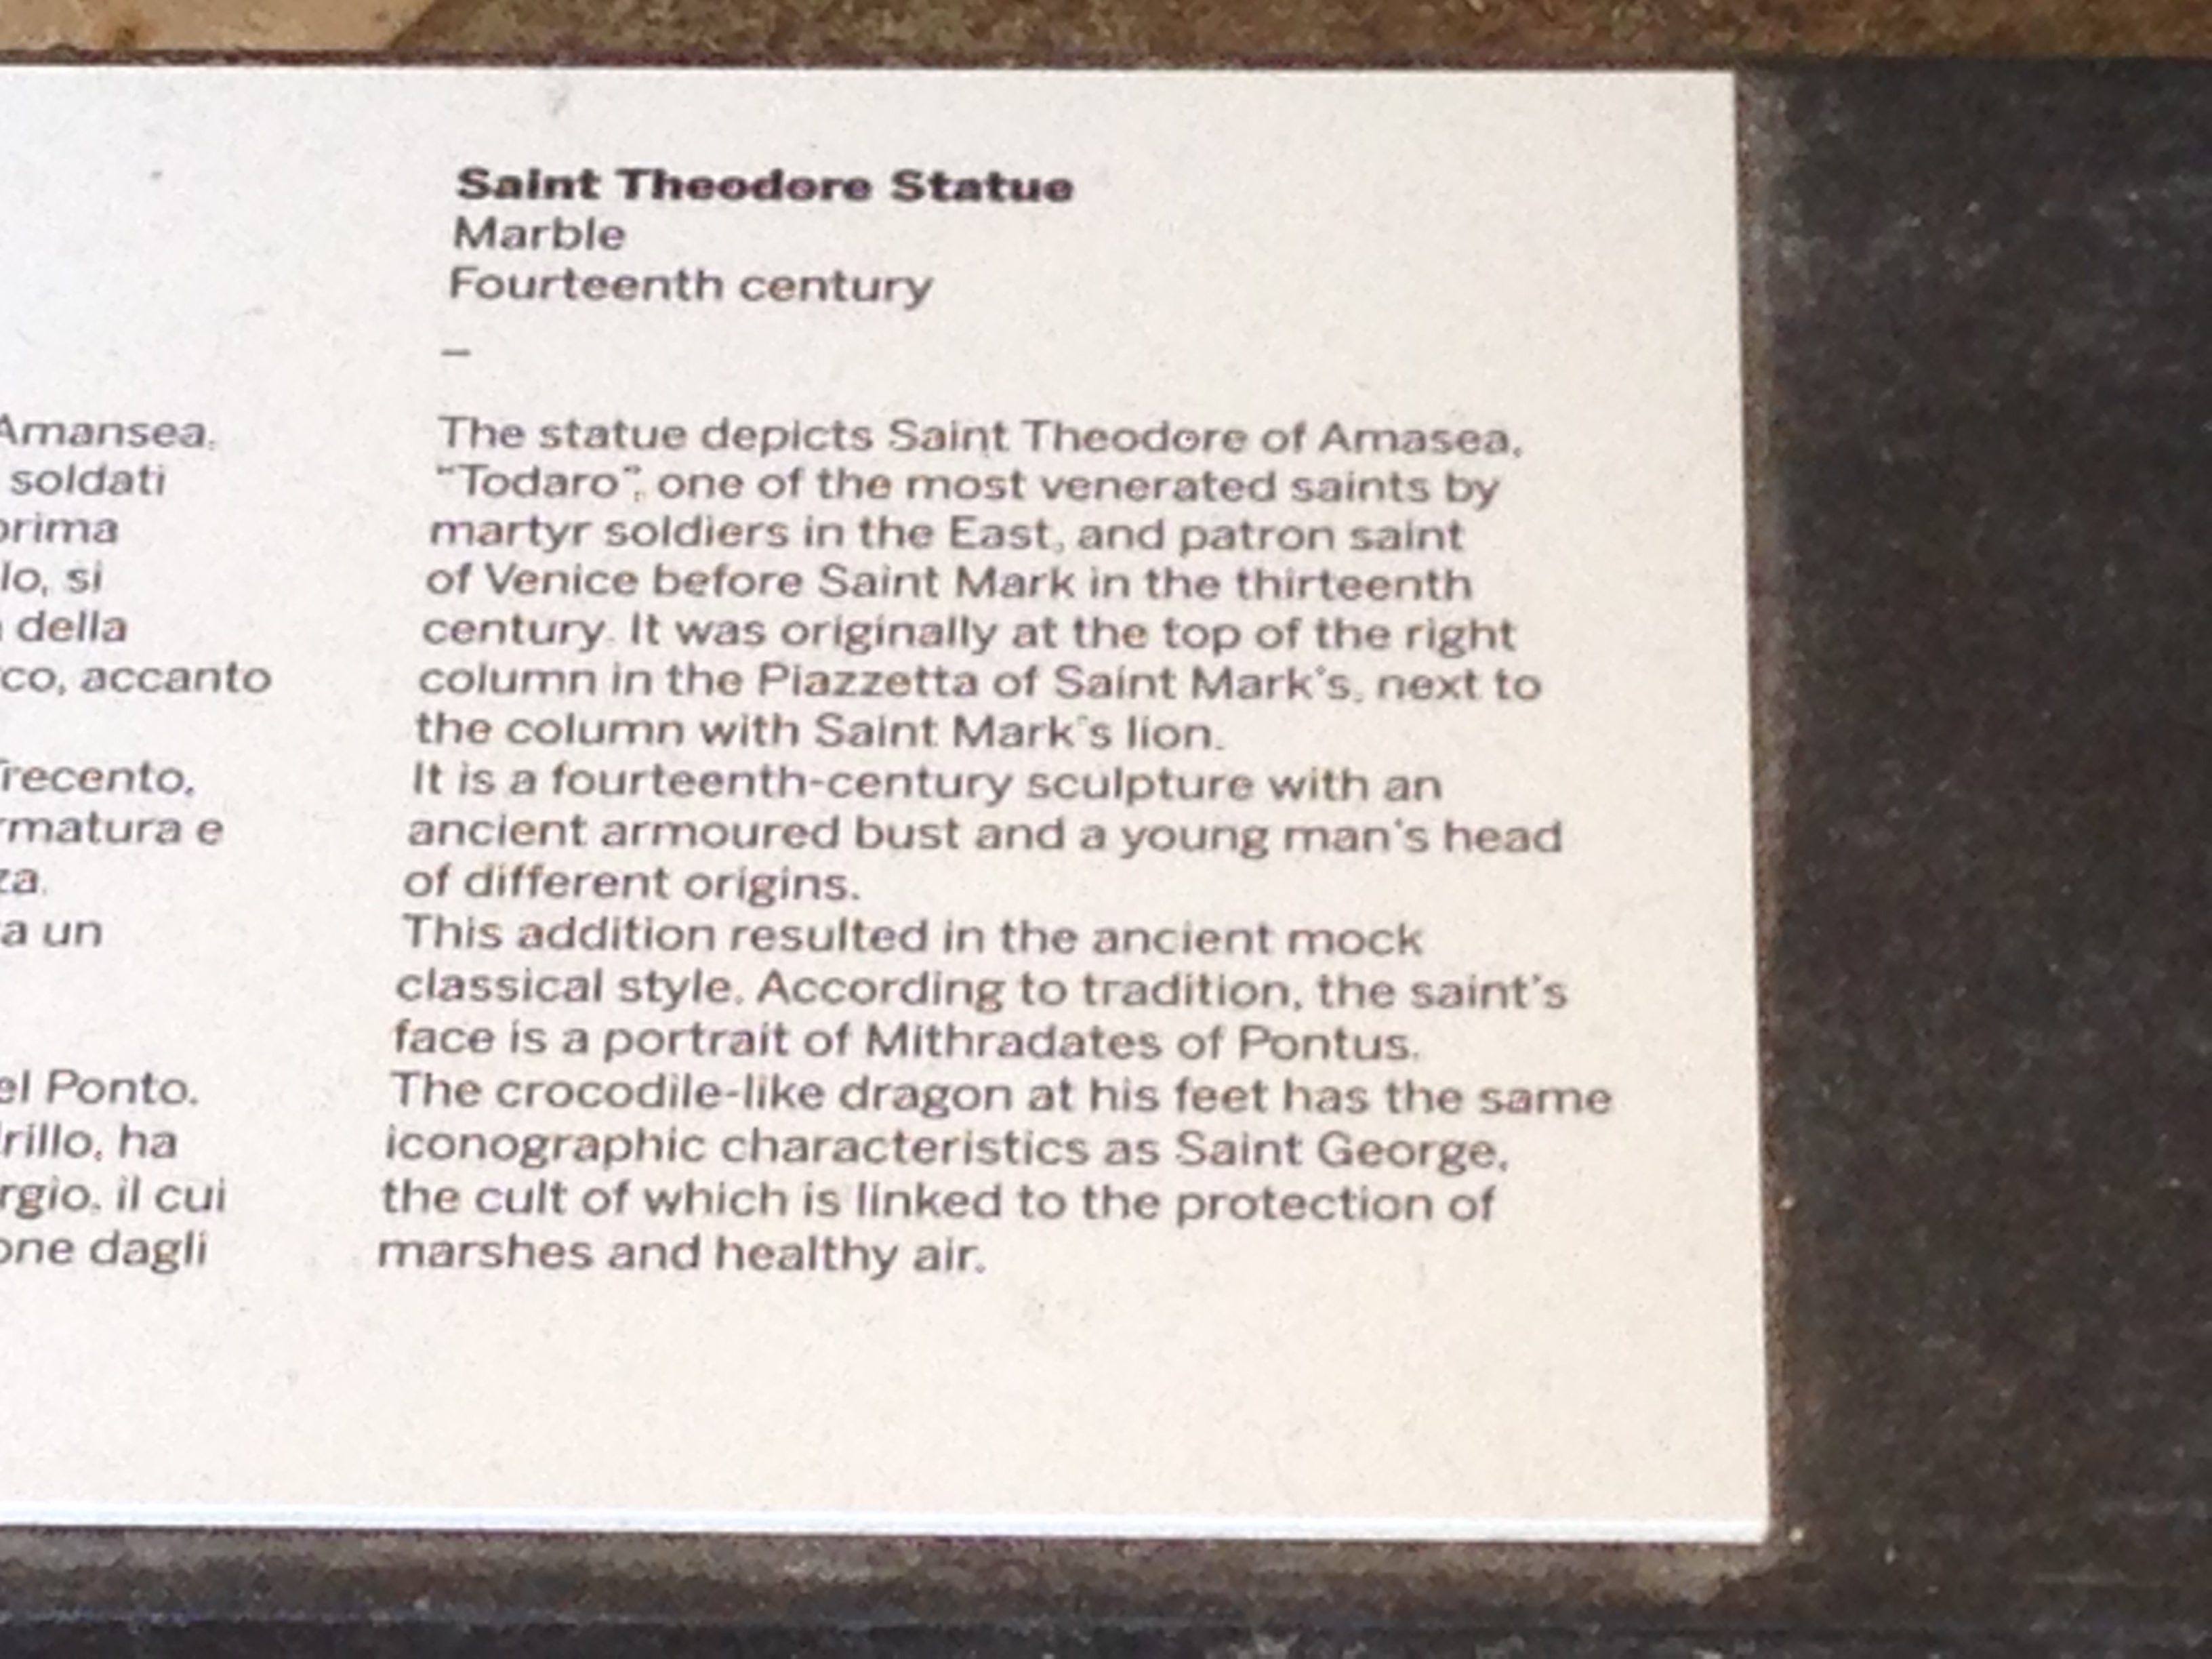 Amansea.
soldati
prima
lo, si
della
co, accanto
recento,
rmatura e
za.
a un
el Ponto.
rillo, ha
rgio, il cui
one dagli
Saint Theodore Statue
Marble
Fourteenth century
–
The statue depicts Saint Theodore of Amasea,
“Todaro”, one of the most venerated saints by
martyr soldiers in the East, and patron saint
of Venice before Saint Mark in the thirteenth
century. It was originally at the top of the right
column in the Piazzetta of Saint Mark's, next to
the column with Saint Mark's lion.
It is a fourteenth-century sculpture with an
ancient armoured bust and a young man's head
of different origins.
This addition resulted in the ancient mock
classical style. According to tradition, the saint's
face is a portrait of Mithradates of Pontus.
The crocodile-like dragon at his feet has the same
iconographic characteristics as Saint George,
the cult of which is linked to the protection of
marshes and healthy air.